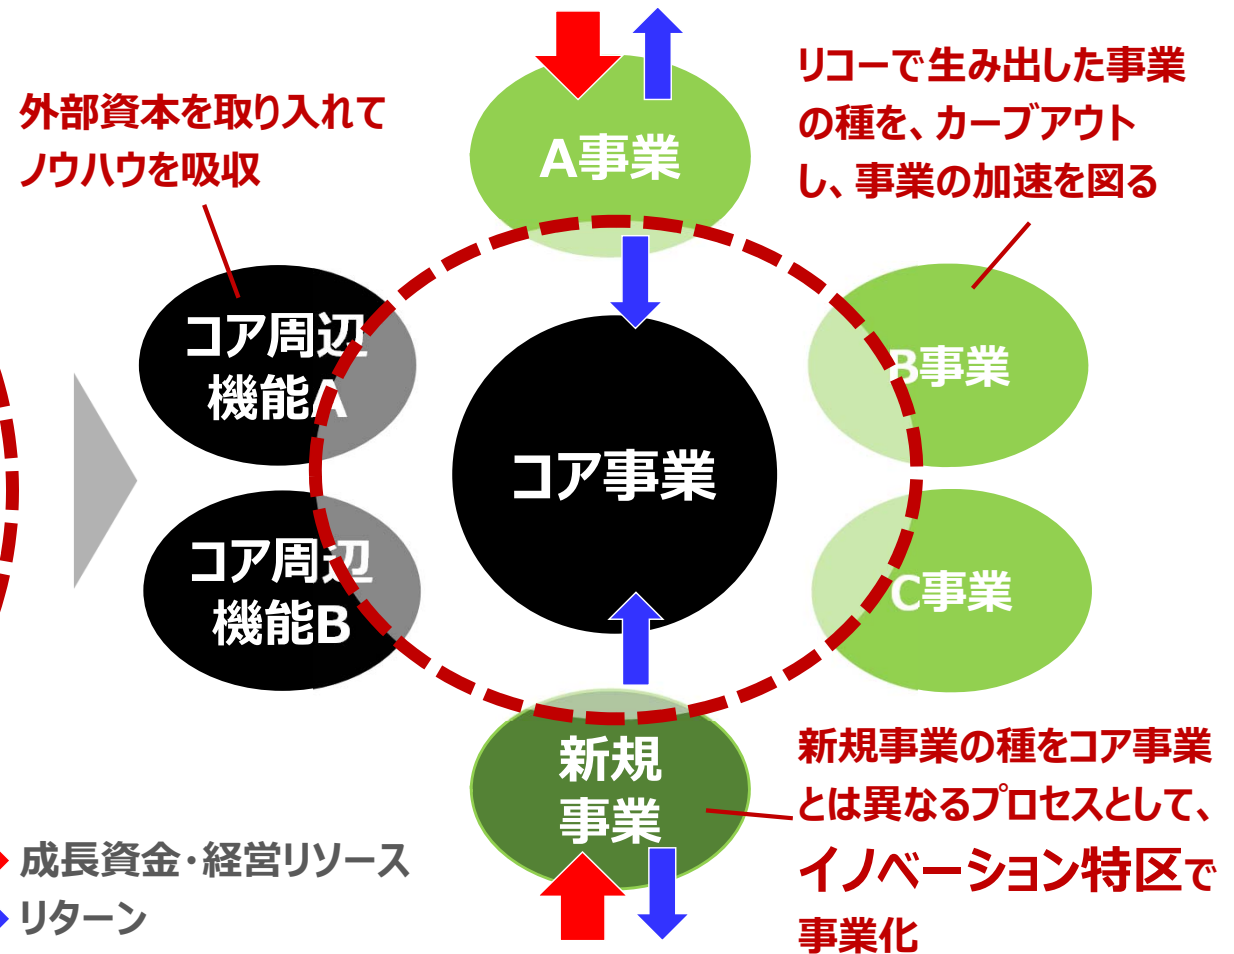 外部資本を取り入れて
ノウハウを吸収
A事業
リコーで生み出した事業
の種を、カーブアウト
し、事業の加速を図る
コア周辺
機能A
B事業
コア事業
コア周辺
機能B
C事業
新規
事業
新規事業の種をコア事業
とは異なるプロセスとして、
イノベーション特区で
事業化
成長資金・経営リソース
リターン